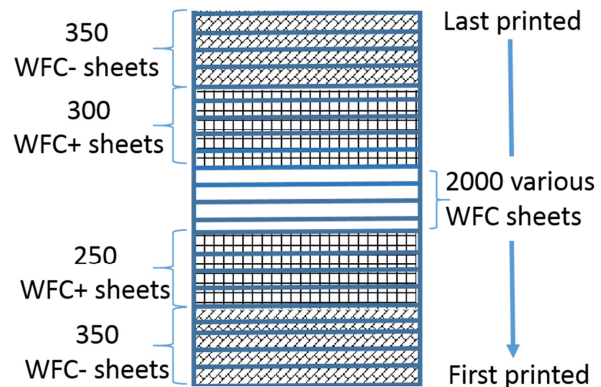 350
WFC- sheets
300
WFC+ sheets
250
WFC+ sheets
350
WFC- sheets
Last printed
2000 various
WFC sheets
First printed